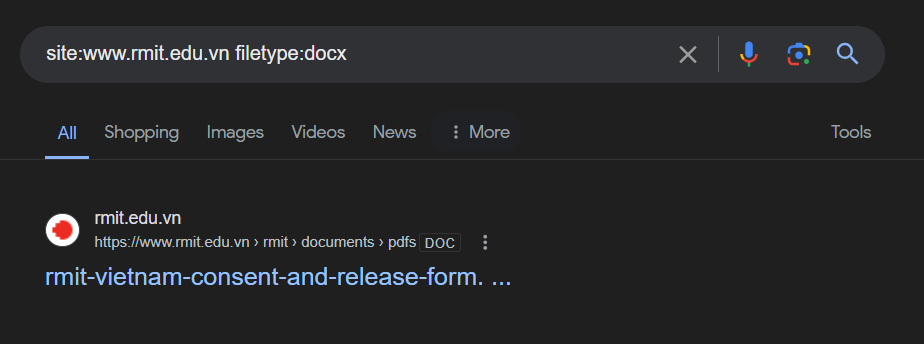 site:www.rmit.edu.vn filetype:docx
All Shopping Images Videos News More Tools
rmit.edu.vn
https://www.rmit.edu.vn › rmit › documents › pdfs DOC
rmit-vietnam-consent-and-release-form. ...